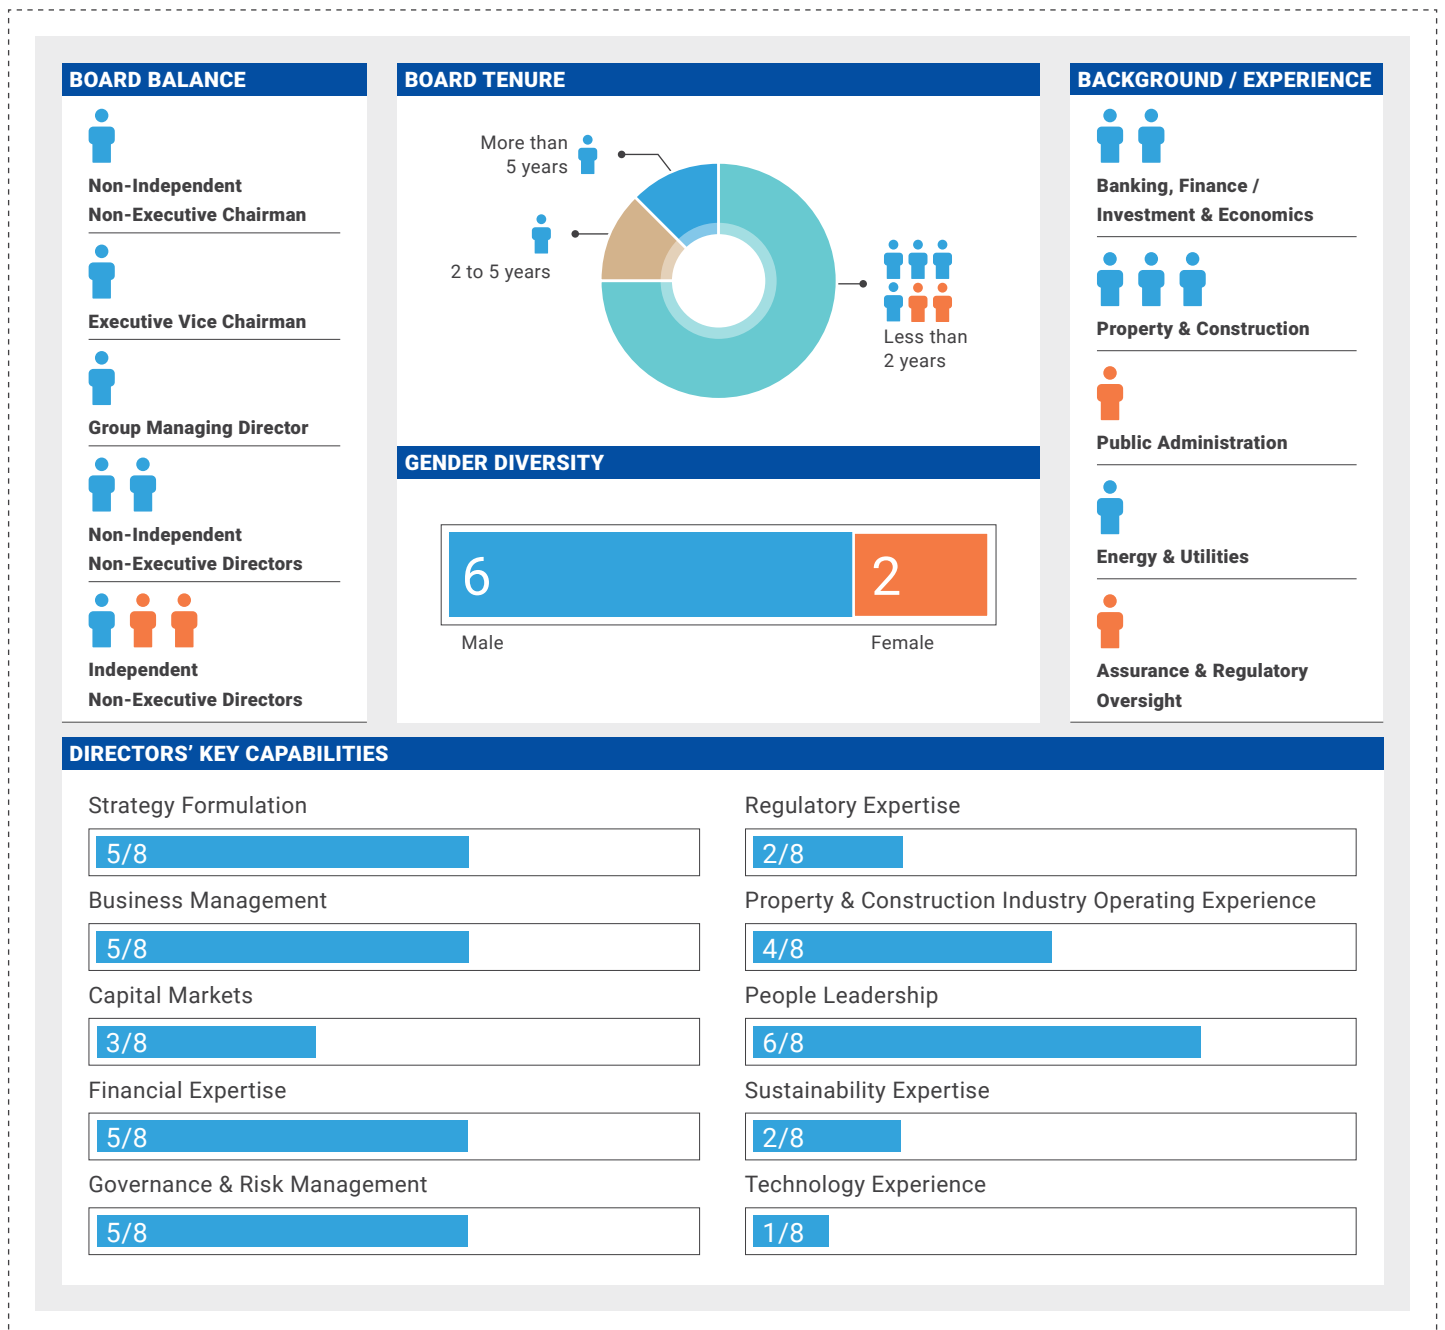 BOARD BALANCE
Non-Independent
Non-Executive Chairman
Executive Vice Chairman
Group Managing Director
Non-Independent
Non-Executive Directors
Independent
Non-Executive Directors
BOARD TENURE
More than
5 years
2 to 5 years
Less than
2 years
GENDER DIVERSITY
6
2
Male
Female
BACKGROUND / EXPERIENCE
Banking, Finance /
Investment & Economics
Property & Construction
Public Administration
Energy & Utilities
Assurance & Regulatory
Oversight
DIRECTORS’ KEY CAPABILITIES
Strategy Formulation
5/8
Business Management
5/8
Capital Markets
3/8
Financial Expertise
5/8
Governance & Risk Management
5/8
Regulatory Expertise
2/8
Property & Construction Industry Operating Experience
4/8
People Leadership
6/8
Sustainability Expertise
2/8
Technology Experience
1/8